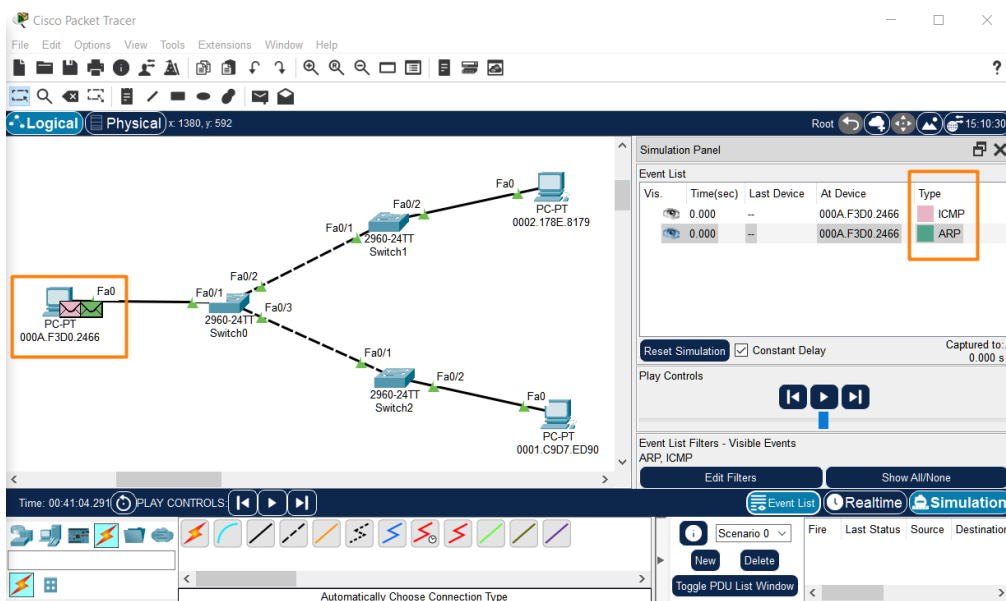 Cisco Packet Tracer
File Edit Options View Tools Extensions Window Help
?
Logical Physical x: 1380, y: 592 Root 15:10:30
Simulation Panel
Event List
Vis. Time(sec) Last Device At Device Type
0.000 -- 000A.F3D0.2466 ICMP
0.000 -- 000A.F3D0.2466 ARP
Reset Simulation Constant Delay Captured to:
0.000 s
Play Controls
Event List Filters - Visible Events
ARP, ICMP
Edit Filters Show All/None
Fa0
PC-PT
0002.178E.8179
Fa0/2
Fa0/1
2960-24TT
Switch1
Fa0/2
Fa0
Fa0/1
Fa0/3
2960-24TT
Switch0
PC-PT
000A.F3D0.2466
Fa0/1
Fa0/2
2960-24TT
Switch2
Fa0
PC-PT
0001.C9D7.ED90
Time: 00:41:04.291 PLAY CONTROLS: Event List Realtime Simulation
Scenario 0
New Delete
Toggle PDU List Window
Fire Last Status Source Destination
Automatically Choose Connection Type